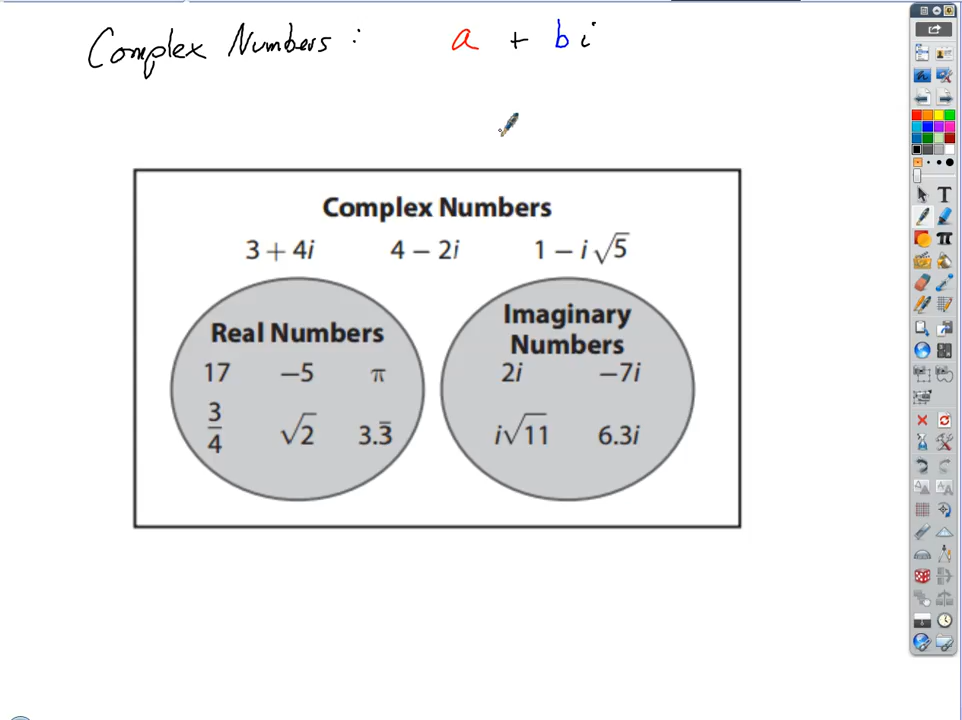 Complex Numbers : a + bi
Complex Numbers
3 + 4i 4 − 2i 1 − i√5
Real Numbers
17 −5 π
3/4 √2 3.3̅
Imaginary
Numbers
2i −7i
i√11 6.3i
T
π